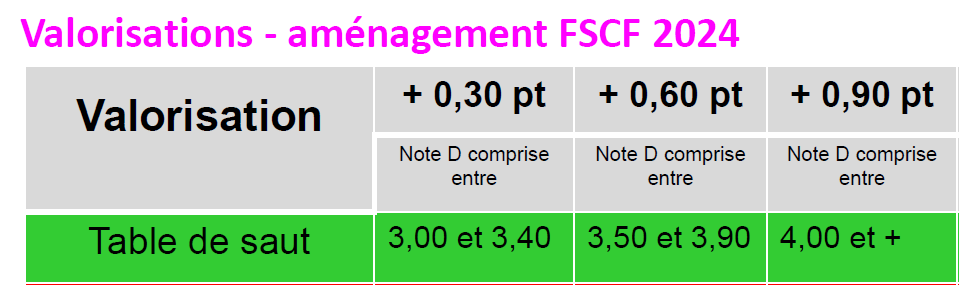 Valorisations - aménagement FSCF 2024
Valorisation + 0,30 pt + 0,60 pt + 0,90 pt
Note D comprise Note D comprise Note D comprise
entre entre entre
Table de saut 3,00 et 3,40 3,50 et 3,90 4,00 et +